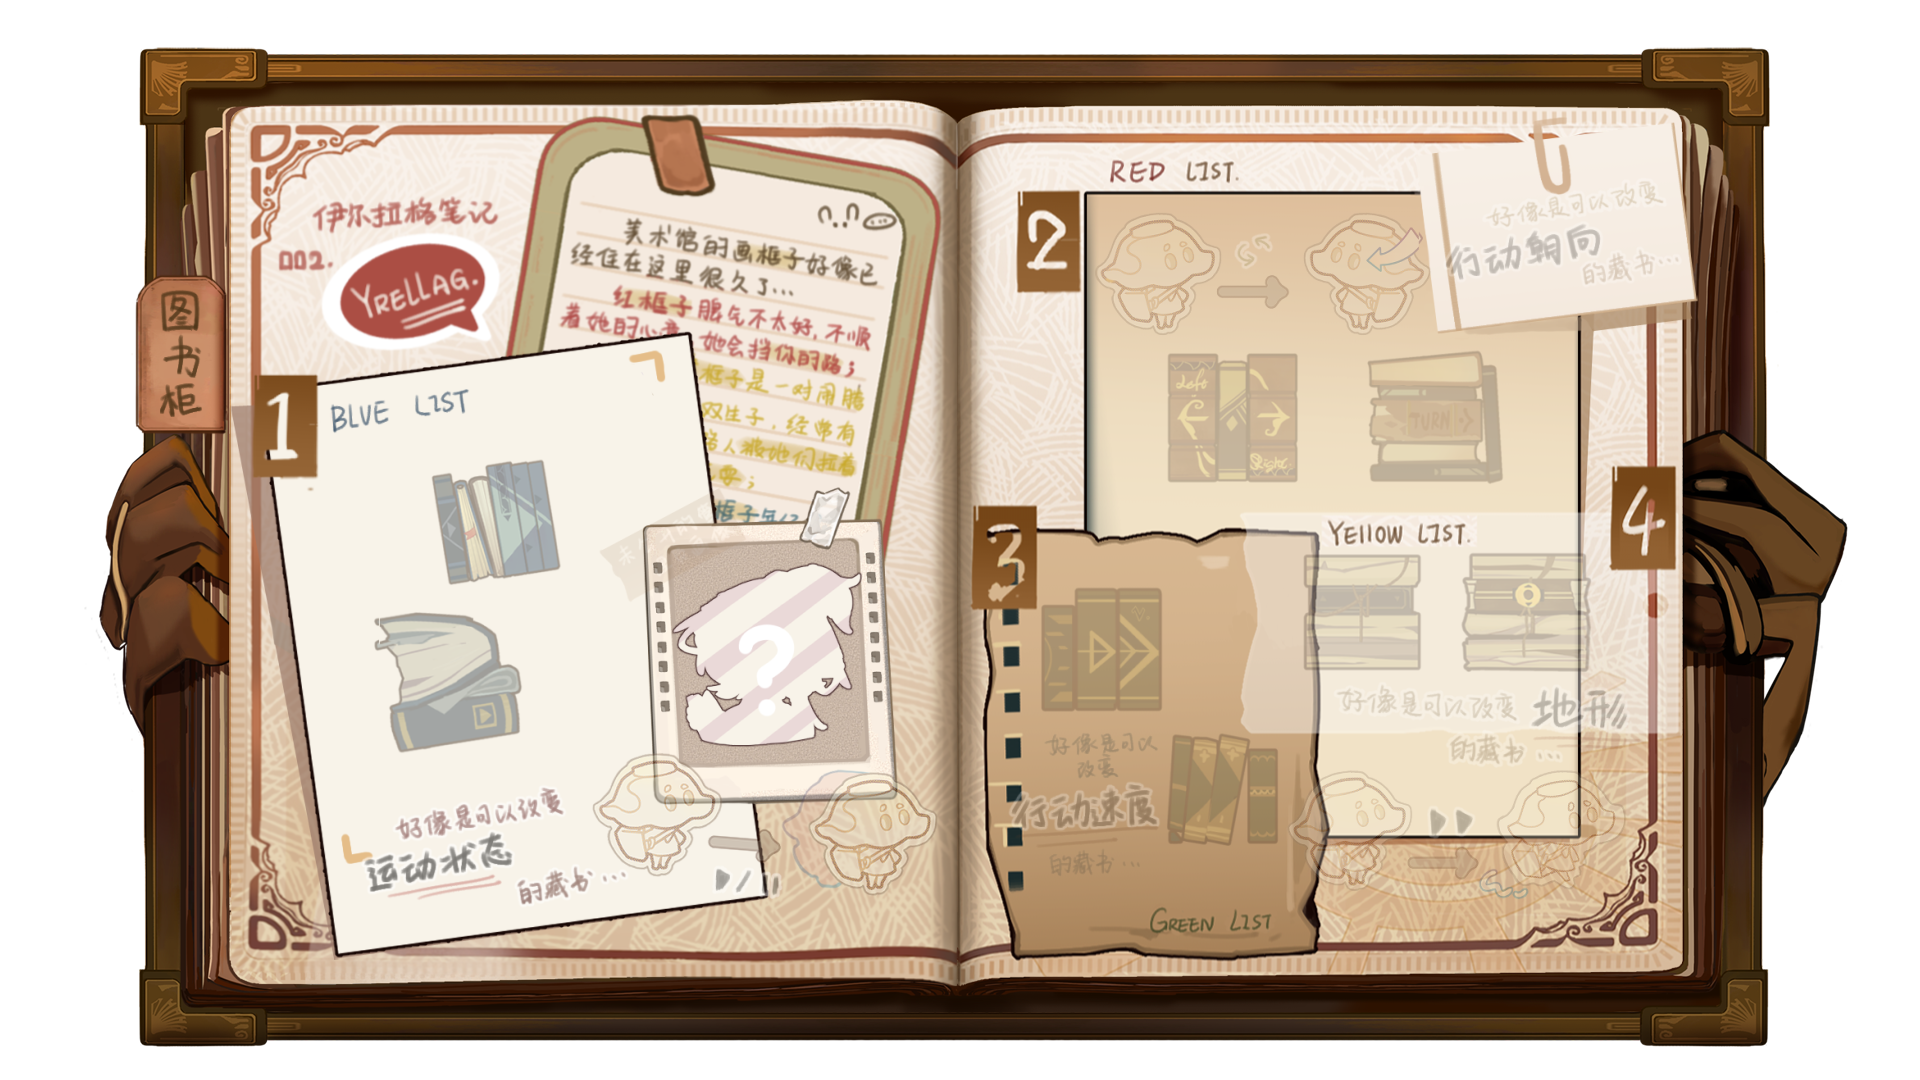 图书柜
伊尔拉格笔记
002.
YRELLAG.
美术馆的画框子好像已
经住在这里很久了...
红框子脾气不太好,不顺
着她的心意,她会挡你的路;
框子是一对闹腾
双生子,经常有
路人被她们拉着
要;
框子
1
BLUE LIST
好像是可以改变
运动状态
的藏书...
?
RED LIST.
2
好像是可以改变
行动朝向
的藏书...
Left
Right
TURN
3
好像是可以
改变
行动速度
的藏书...
GREEN LIST
4
YELLOW LIST.
好像是可以改变 地形
的藏书...